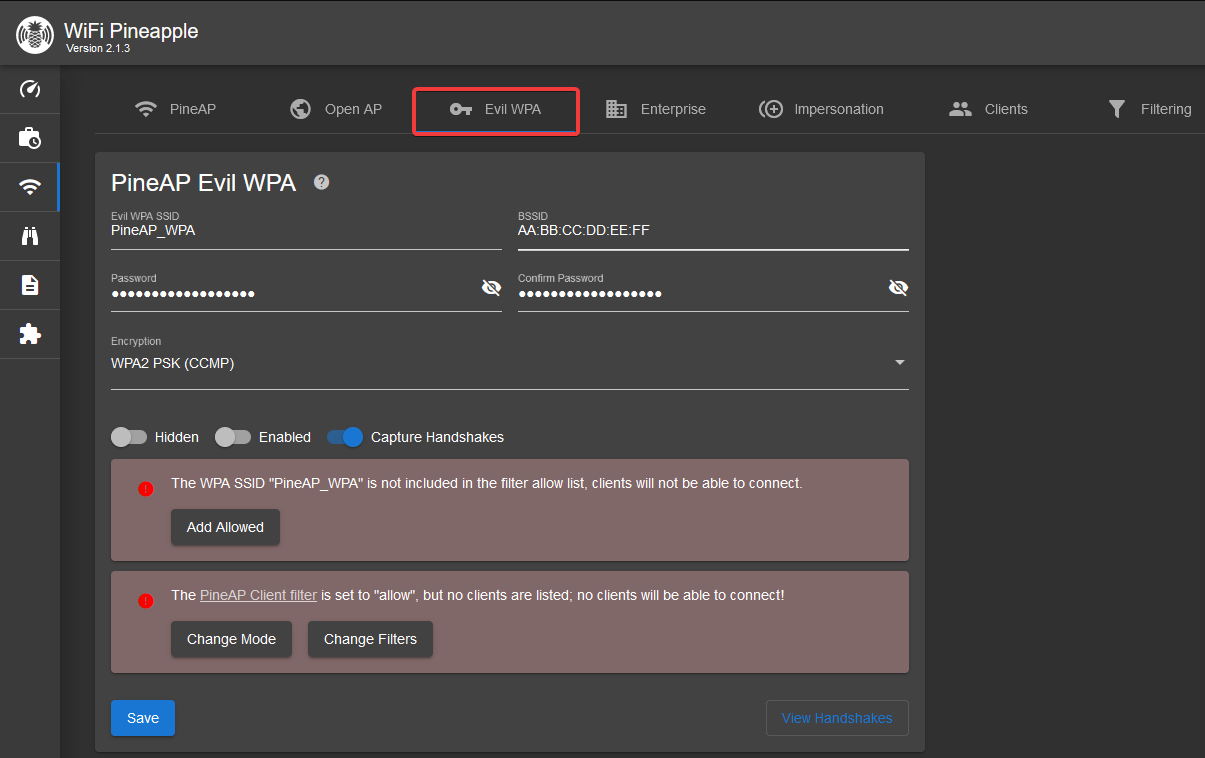 WiFi Pineapple
Version 2.1.3
PineAP
Open AP
Evil WPA
Enterprise
Impersonation
Clients
Filtering
PineAP Evil WPA ?
Evil WPA SSID
PineAP_WPA
BSSID
AA:BB:CC:DD:EE:FF
Password
••••••••••••••••••
Confirm Password
••••••••••••••••••
Encryption
WPA2 PSK (CCMP)
Hidden
Enabled
Capture Handshakes
The WPA SSID "PineAP_WPA" is not included in the filter allow list, clients will not be able to connect.
Add Allowed
The PineAP Client filter is set to "allow", but no clients are listed; no clients will be able to connect!
Change Mode
Change Filters
Save
View Handshakes